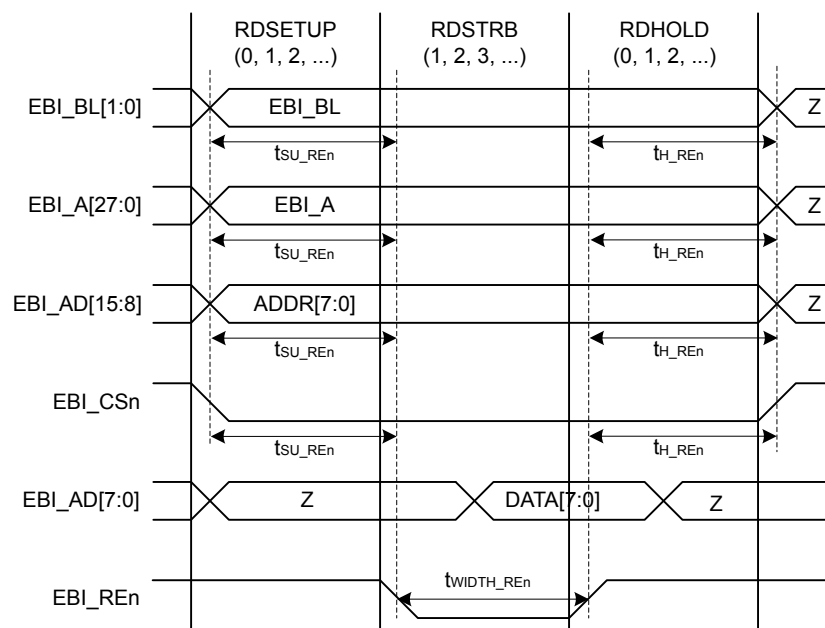 RDSETUP RDSTRB RDHOLD
(0, 1, 2, ...) (1, 2, 3, ...) (0, 1, 2, ...)
EBI_BL[1:0] EBI_BL Z
tSU_REn tH_REn
EBI_A[27:0] EBI_A Z
tSU_REn tH_REn
EBI_AD[15:8] ADDR[7:0] Z
tSU_REn tH_REn
EBI_CSn
tSU_REn tH_REn
EBI_AD[7:0] Z DATA[7:0] Z
tWIDTH_REn
EBI_REn